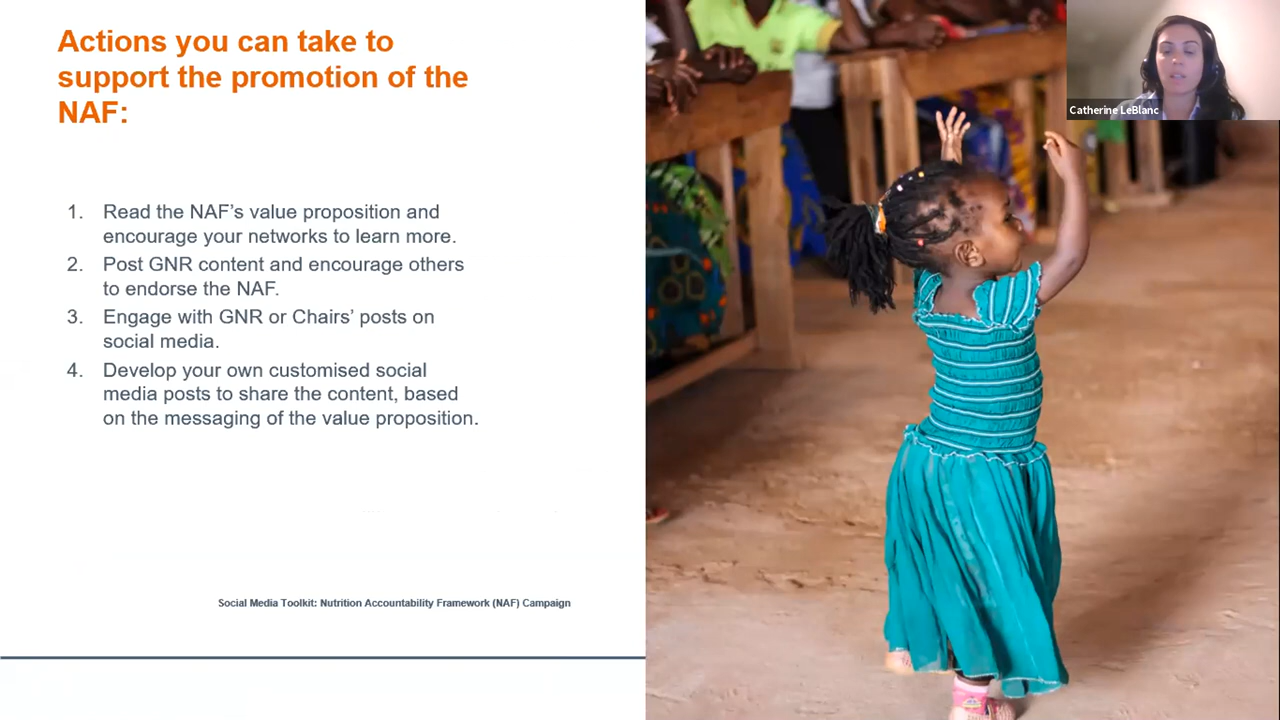 Actions you can take to
support the promotion of the
NAF:
1. Read the NAF's value proposition and
encourage your networks to learn more.
2. Post GNR content and encourage others
to endorse the NAF.
3. Engage with GNR or Chairs' posts on
social media.
4. Develop your own customised social
media posts to share the content, based
on the messaging of the value proposition.
Social Media Toolkit: Nutrition Accountability Framework (NAF) Campaign
Catherine LeBlanc